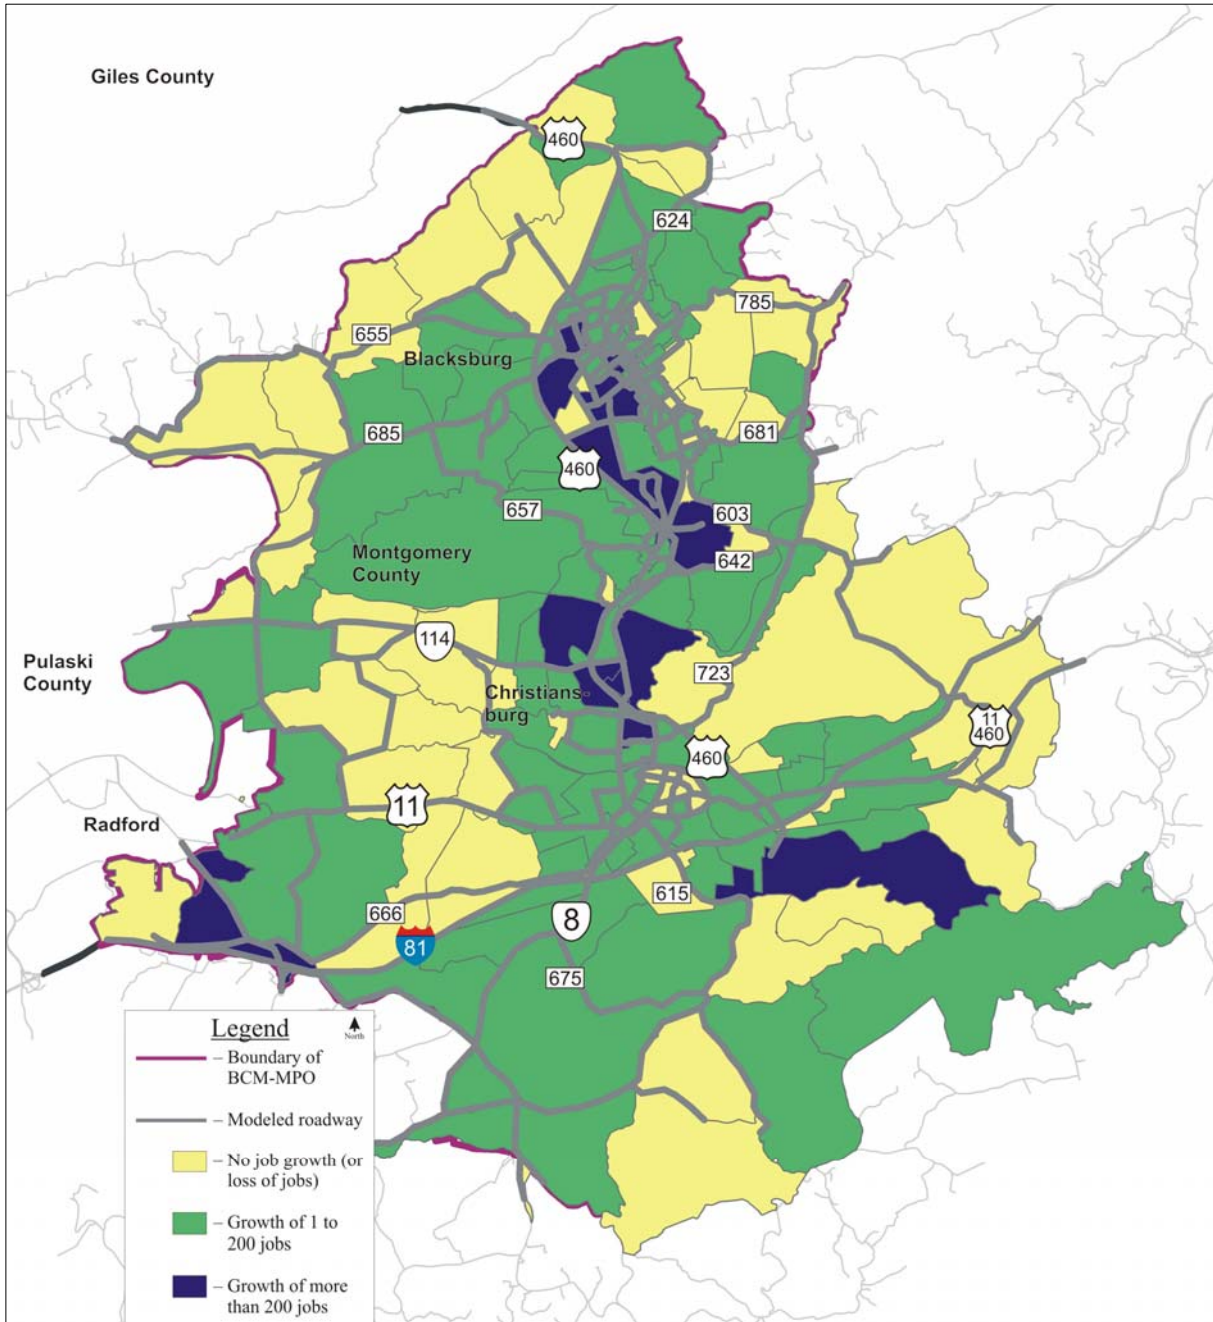 Giles County
460
624
785
655
Blacksburg
685
681
460
657
603
642
Montgomery
County
114
Pulaski
County
723
Christians-
burg
11
460
460
11
Radford
615
666
8
81
675
Legend
North
– Boundary of
BCM-MPO
– Modeled roadway
– No job growth (or
loss of jobs)
– Growth of 1 to
200 jobs
– Growth of more
than 200 jobs